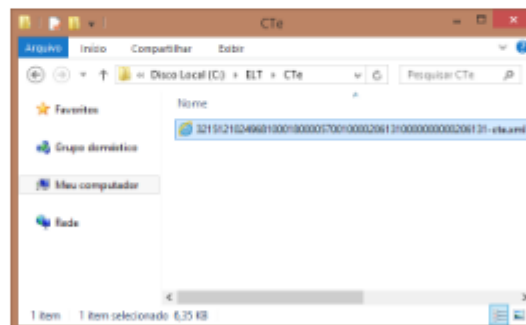 CTe
Arquivo Início Compartilhar Exibir
« Disco Local (C:) ▸ ELT ▸ CTe
Pesquisar CTe
Favoritos
Nome
Grupo doméstico
Meu computador
Rede
1 item 1 item selecionado 6,35 KB